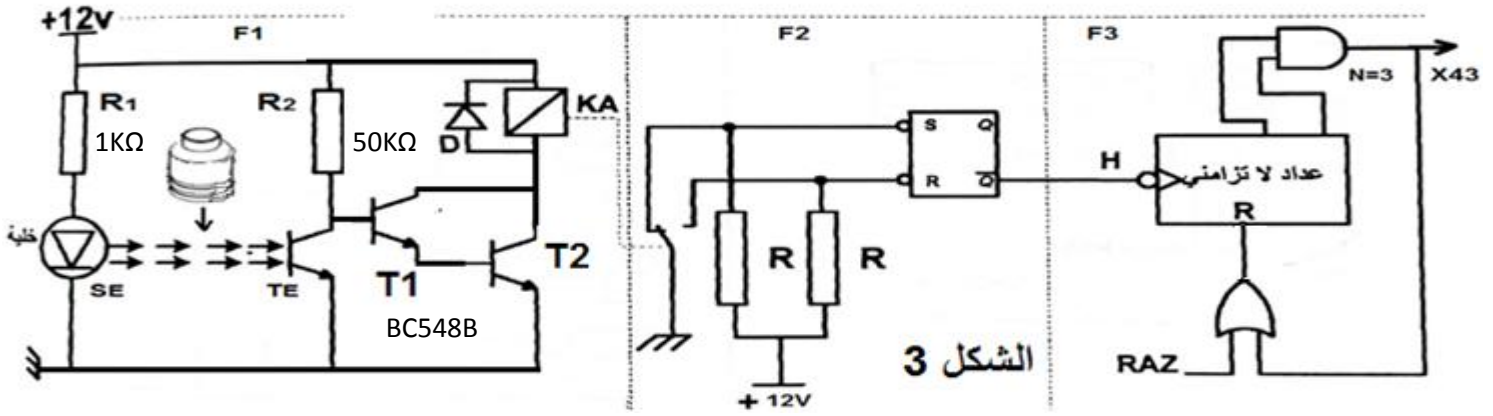 +12v
F1
F2
F3
R1
1KΩ
R2
50KΩ
D
KA
خلية
SE
TE
T1
T2
BC548B
S
Q
R
Q̅
R
R
+ 12V
الشكل 3
N=3
X43
H
عداد لا تزامني
R
RAZ